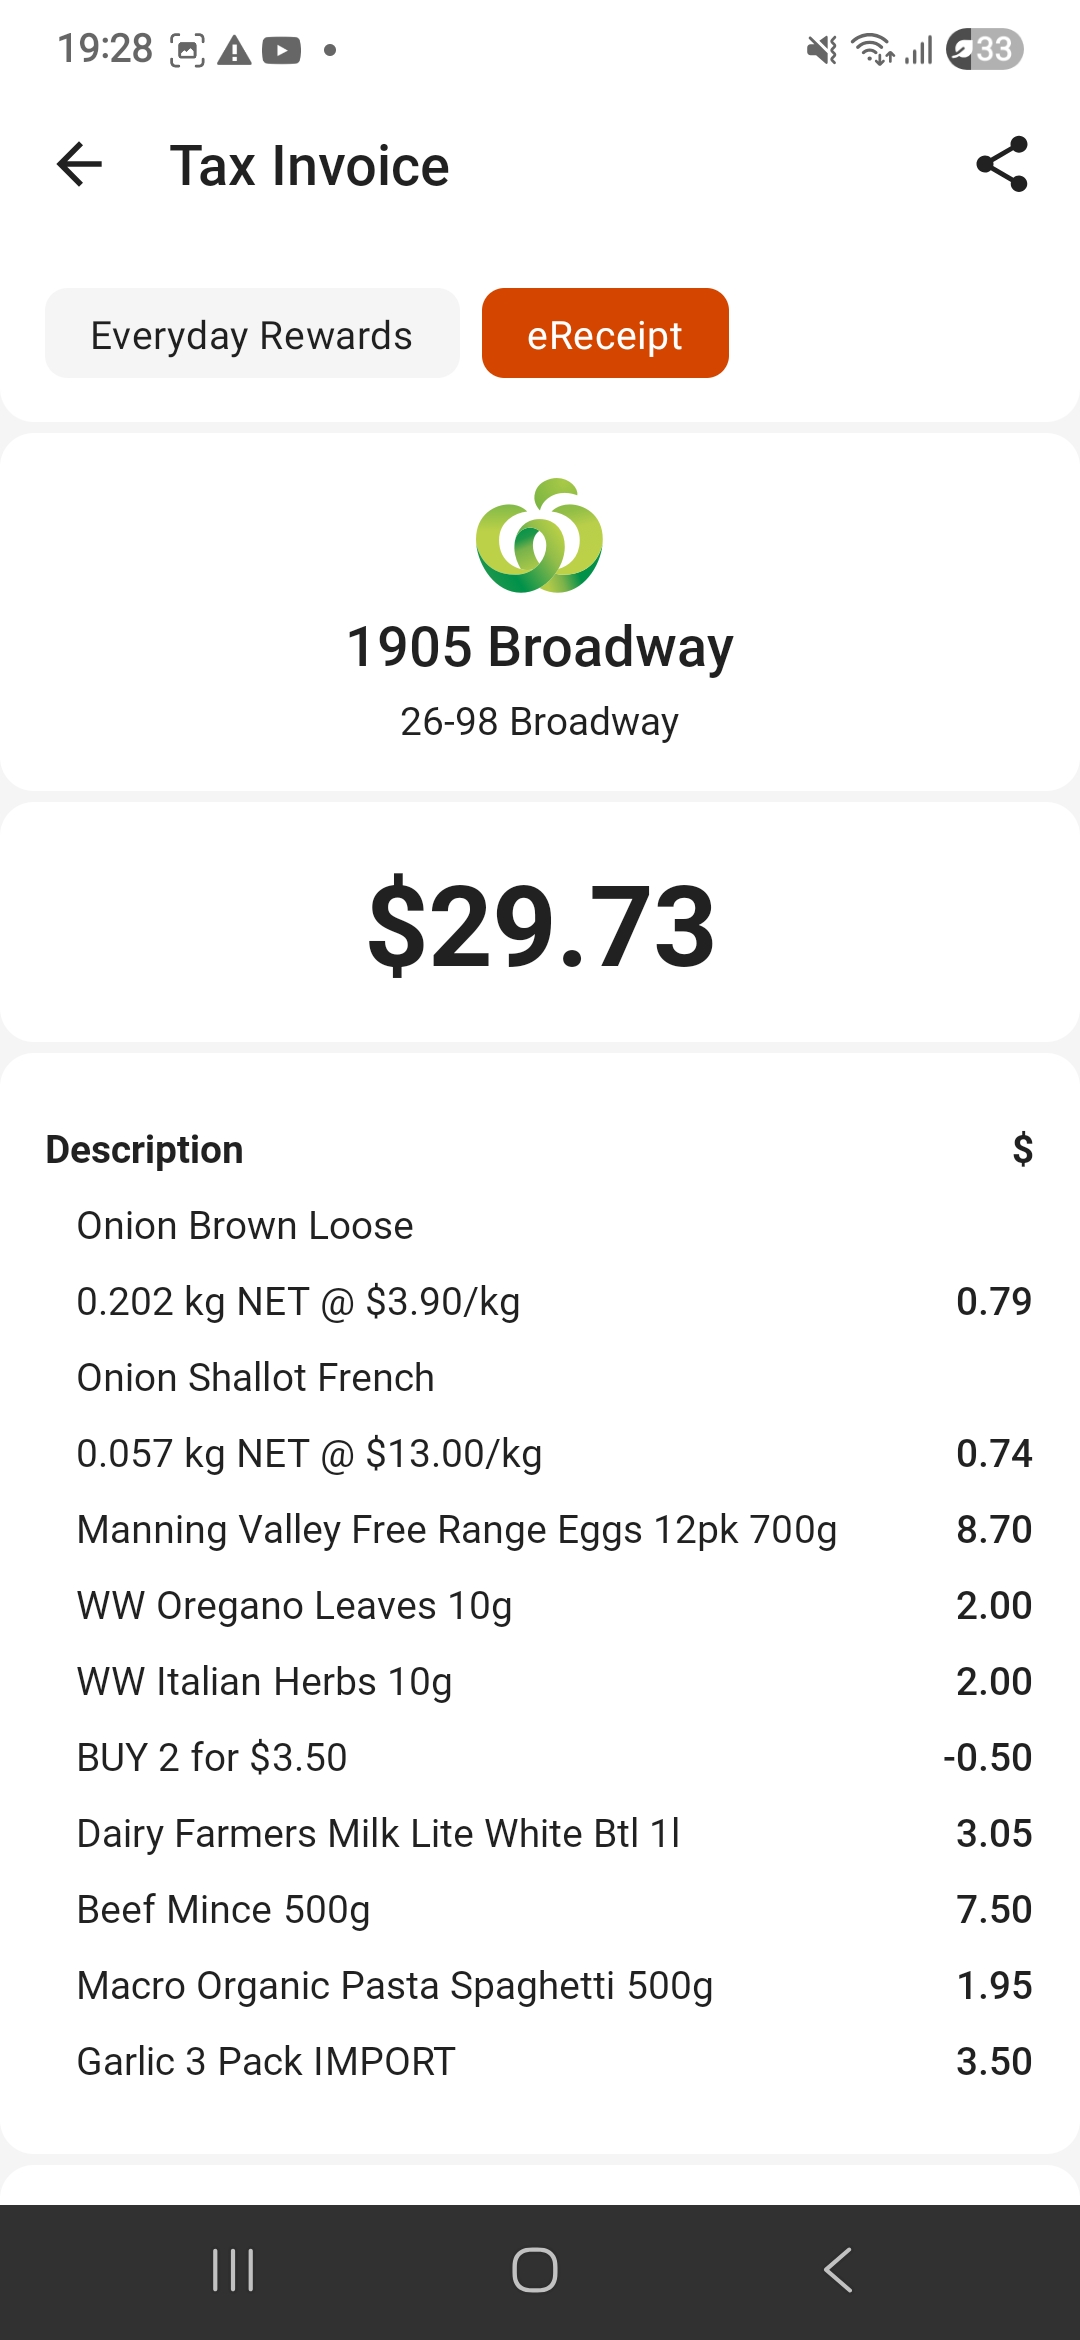 19:28
33
Tax Invoice
Everyday Rewards
eReceipt
1905 Broadway
26-98 Broadway
$29.73
Description $
Onion Brown Loose
0.202 kg NET @ $3.90/kg 0.79
Onion Shallot French
0.057 kg NET @ $13.00/kg 0.74
Manning Valley Free Range Eggs 12pk 700g 8.70
WW Oregano Leaves 10g 2.00
WW Italian Herbs 10g 2.00
BUY 2 for $3.50 -0.50
Dairy Farmers Milk Lite White Btl 1l 3.05
Beef Mince 500g 7.50
Macro Organic Pasta Spaghetti 500g 1.95
Garlic 3 Pack IMPORT 3.50